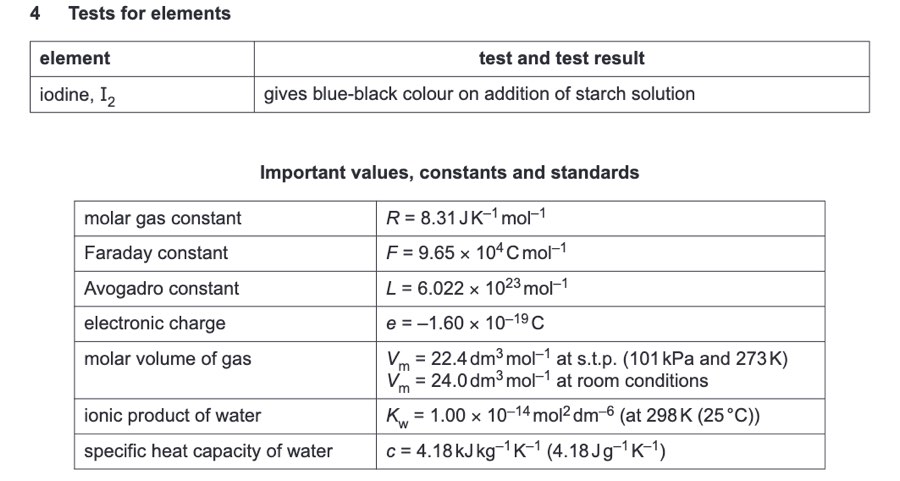 4 Tests for elements
element test and test result
iodine, I₂ gives blue-black colour on addition of starch solution
Important values, constants and standards
molar gas constant R = 8.31 J K⁻¹ mol⁻¹
Faraday constant F = 9.65 × 10⁴ C mol⁻¹
Avogadro constant L = 6.022 × 10²³ mol⁻¹
electronic charge e = –1.60 × 10⁻¹⁹ C
molar volume of gas Vₘ = 22.4 dm³ mol⁻¹ at s.t.p. (101 kPa and 273 K)
Vₘ = 24.0 dm³ mol⁻¹ at room conditions
ionic product of water K_w = 1.00 × 10⁻¹⁴ mol² dm⁻⁶ (at 298 K (25 °C))
specific heat capacity of water c = 4.18 kJ kg⁻¹ K⁻¹ (4.18 J g⁻¹ K⁻¹)